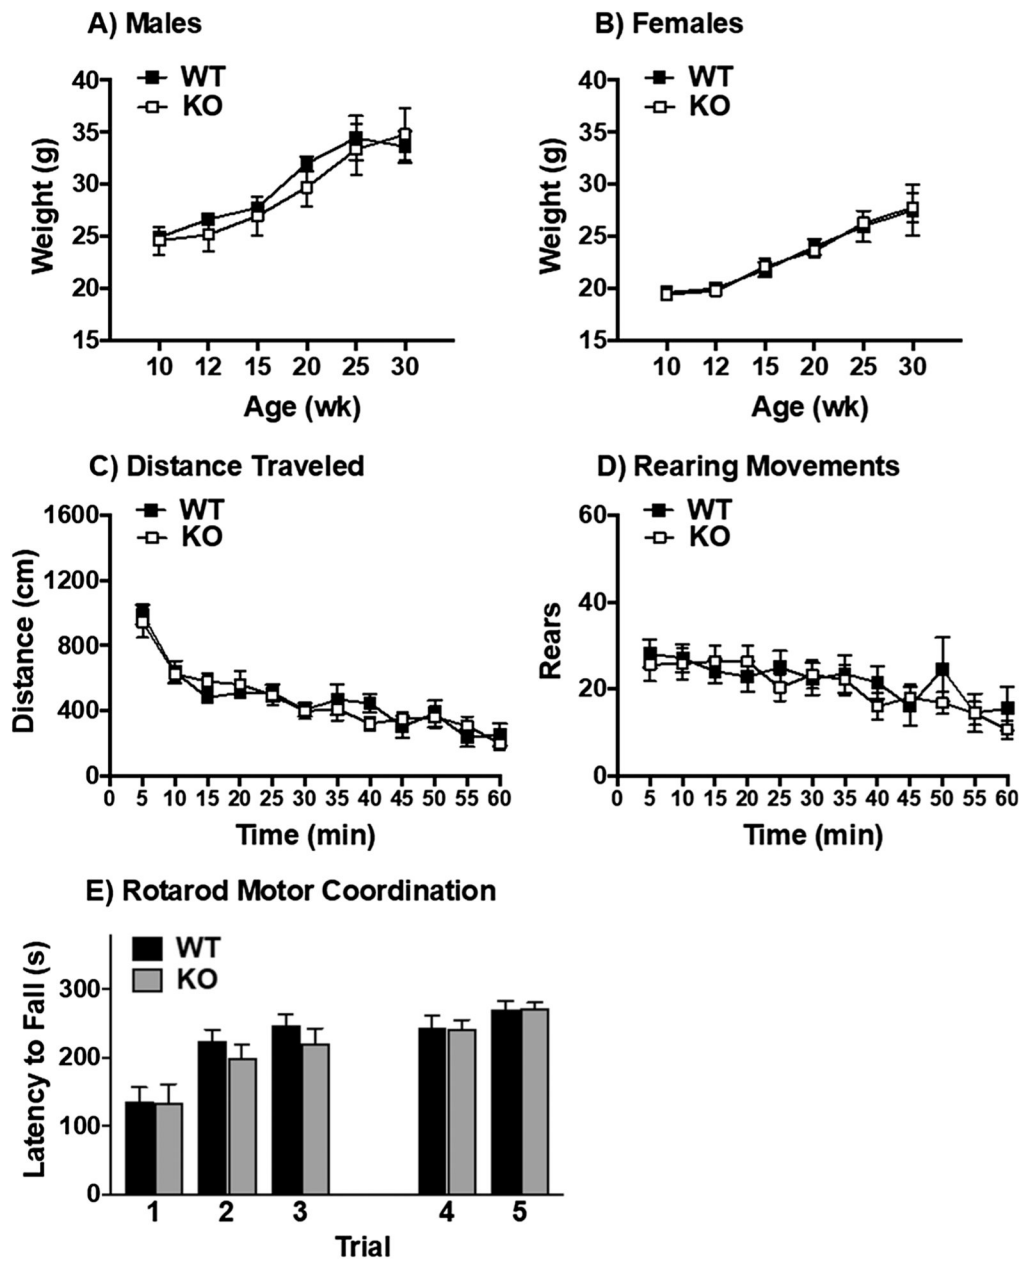 A) Males
WT
KO
40
35
30
25
20
15
Weight (g)
10 12 15 20 25 30
Age (wk)
B) Females
WT
KO
40
35
30
25
20
15
Weight (g)
10 12 15 20 25 30
Age (wk)
C) Distance Traveled
WT
KO
1600
1200
800
400
0
Distance (cm)
0 5 10 15 20 25 30 35 40 45 50 55 60
Time (min)
D) Rearing Movements
WT
KO
60
40
20
0
Rears
0 5 10 15 20 25 30 35 40 45 50 55 60
Time (min)
E) Rotarod Motor Coordination
WT
KO
300
200
100
0
Latency to Fall (s)
1 2 3 4 5
Trial